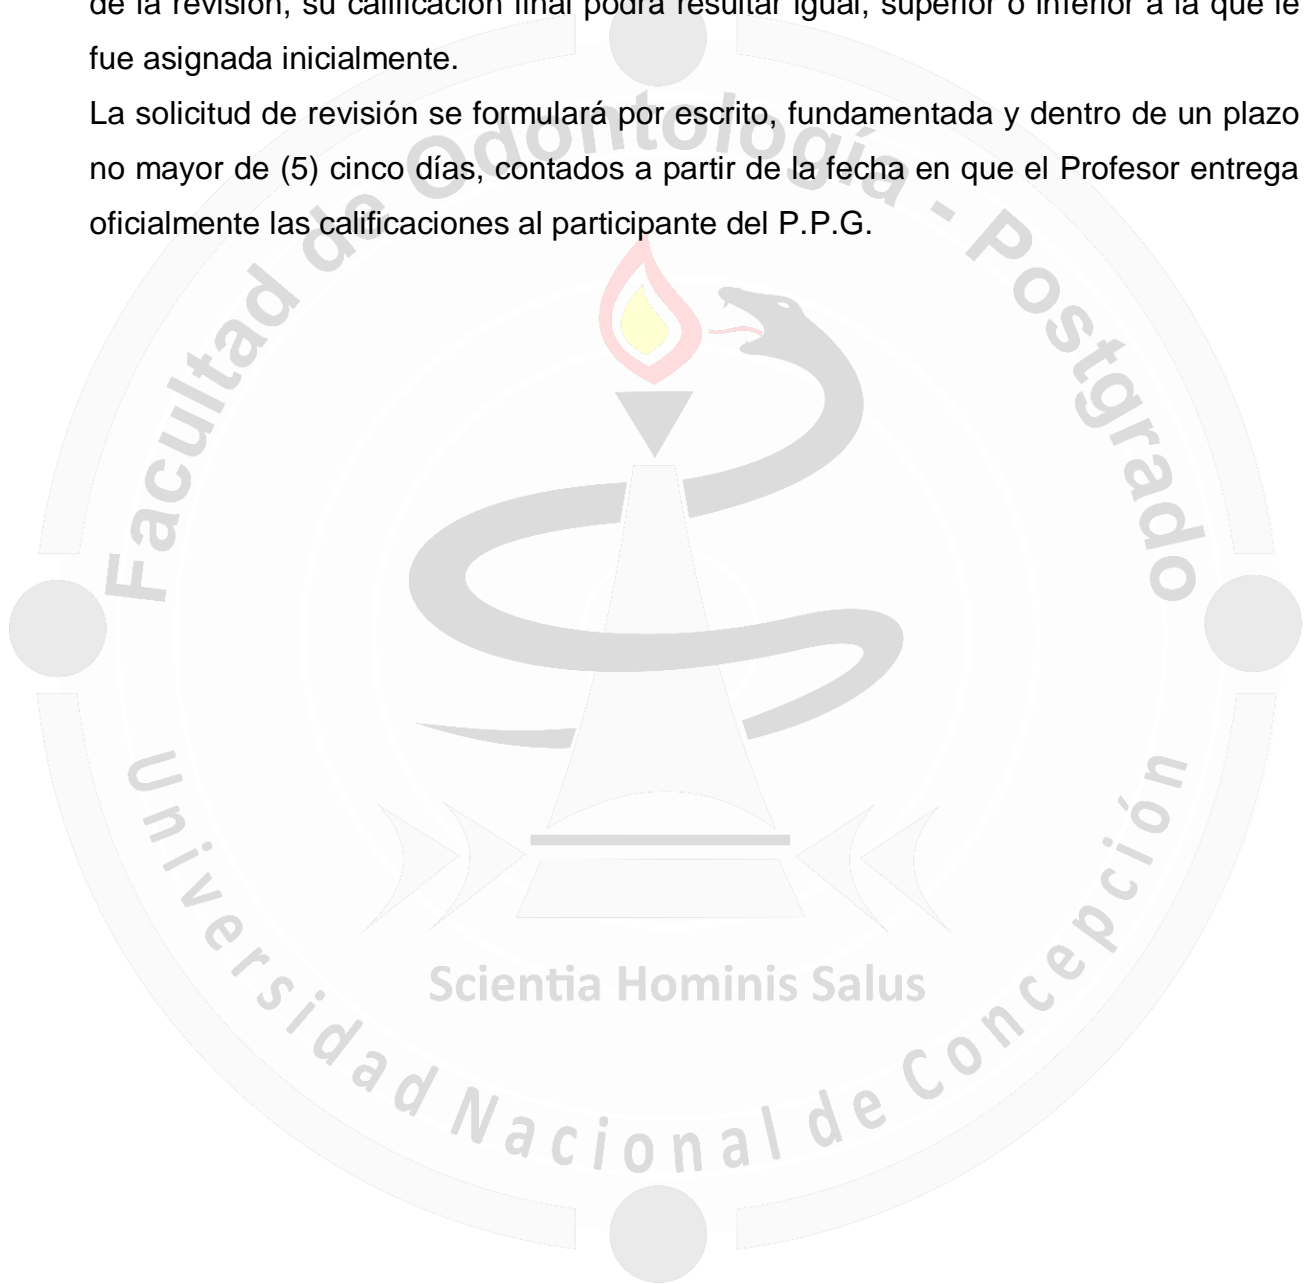 de la revisión, su calificación final podrá resultar igual, superior o inferior a la que le
fue asignada inicialmente.
La solicitud de revisión se formulará por escrito, fundamentada y dentro de un plazo
no mayor de (5) cinco días, contados a partir de la fecha en que el Profesor entrega
oficialmente las calificaciones al participante del P.P.G.
Facultad de Odontología - Postgrado
Scientia Hominis Salus
Universidad Nacional de Concepción